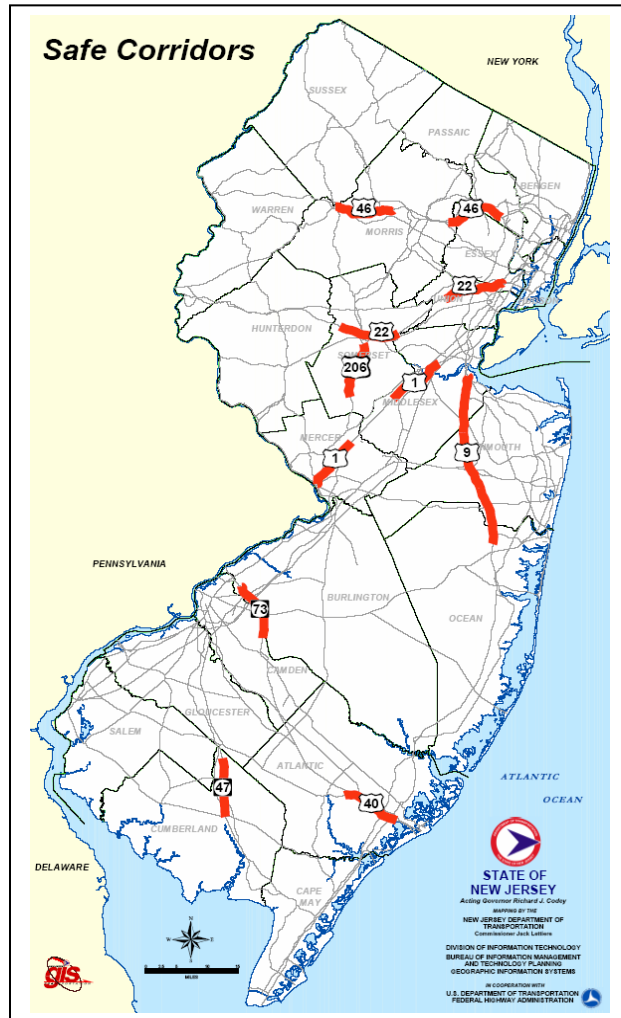 Safe Corridors
NEW YORK
SUSSEX
PASSAIC
BERGEN
WARREN
46
46
MORRIS
ESSEX
22
UNION
HUNTERDON
22
SOMERSET
206
1
MIDDLESEX
MERCER
1
9
MONMOUTH
PENNSYLVANIA
73
BURLINGTON
OCEAN
CAMDEN
GLOUCESTER
SALEM
ATLANTIC
47
40
ATLANTIC
OCEAN
CUMBERLAND
DELAWARE
CAPE
MAY
STATE OF
NEW JERSEY
Acting Governor Richard J. Codey
MAPPING BY THE
NEW JERSEY DEPARTMENT OF
TRANSPORTATION
Commissioner Jack Lettiere
DIVISION OF INFORMATION TECHNOLOGY
BUREAU OF INFORMATION MANAGEMENT
AND TECHNOLOGY PLANNING
GEOGRAPHIC INFORMATION SYSTEMS
IN COOPERATION WITH
U.S. DEPARTMENT OF TRANSPORTATION
FEDERAL HIGHWAY ADMINISTRATION
N
W
E
S
MILES
gis